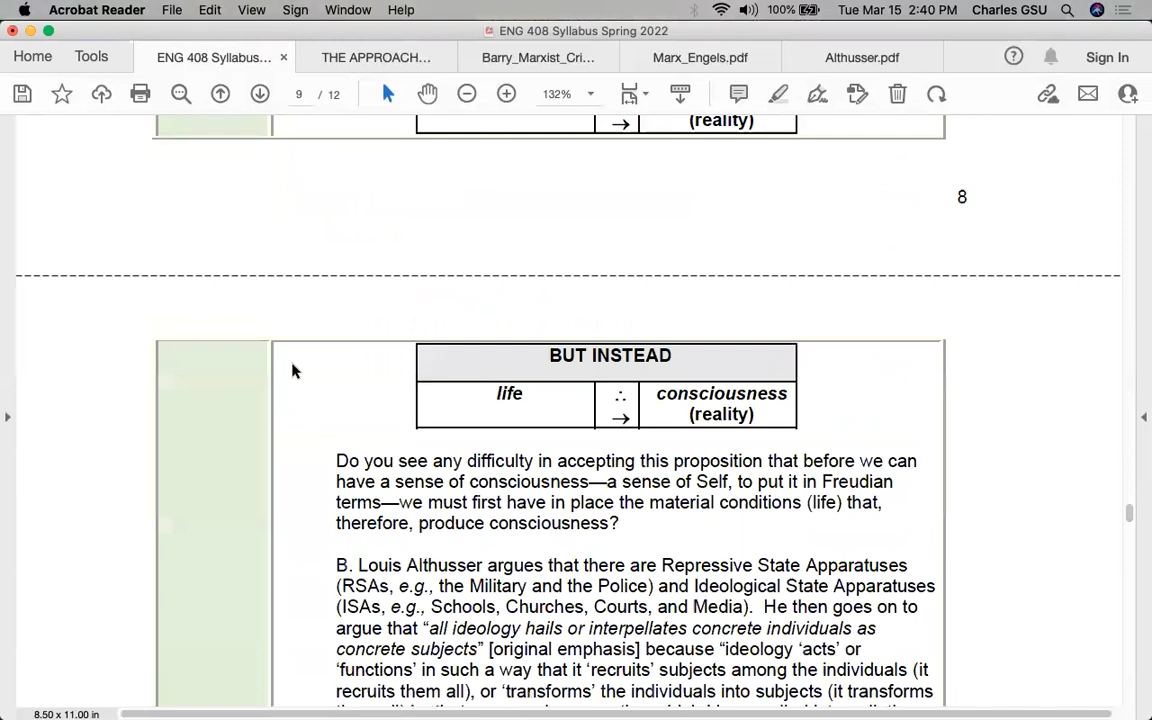 Acrobat Reader File Edit View Sign Window Help 100% Tue Mar 15 2:40 PM Charles GSU
ENG 408 Syllabus Spring 2022
Home Tools ENG 408 Syllabus... × THE APPROACH... Barry_Marxist_Cri... Marx_Engels.pdf Althusser.pdf Sign In
9 / 12 132%
→ (reality)
8
BUT INSTEAD
life ∴ consciousness
→ (reality)
Do you see any difficulty in accepting this proposition that before we can
have a sense of consciousness—a sense of Self, to put it in Freudian
terms—we must first have in place the material conditions (life) that,
therefore, produce consciousness?
B. Louis Althusser argues that there are Repressive State Apparatuses
(RSAs, e.g., the Military and the Police) and Ideological State Apparatuses
(ISAs, e.g., Schools, Churches, Courts, and Media). He then goes on to
argue that “all ideology hails or interpellates concrete individuals as
concrete subjects” [original emphasis] because “ideology ‘acts’ or
‘functions’ in such a way that it ‘recruits’ subjects among the individuals (it
recruits them all), or ‘transforms’ the individuals into subjects (it transforms
8.50 x 11.00 in